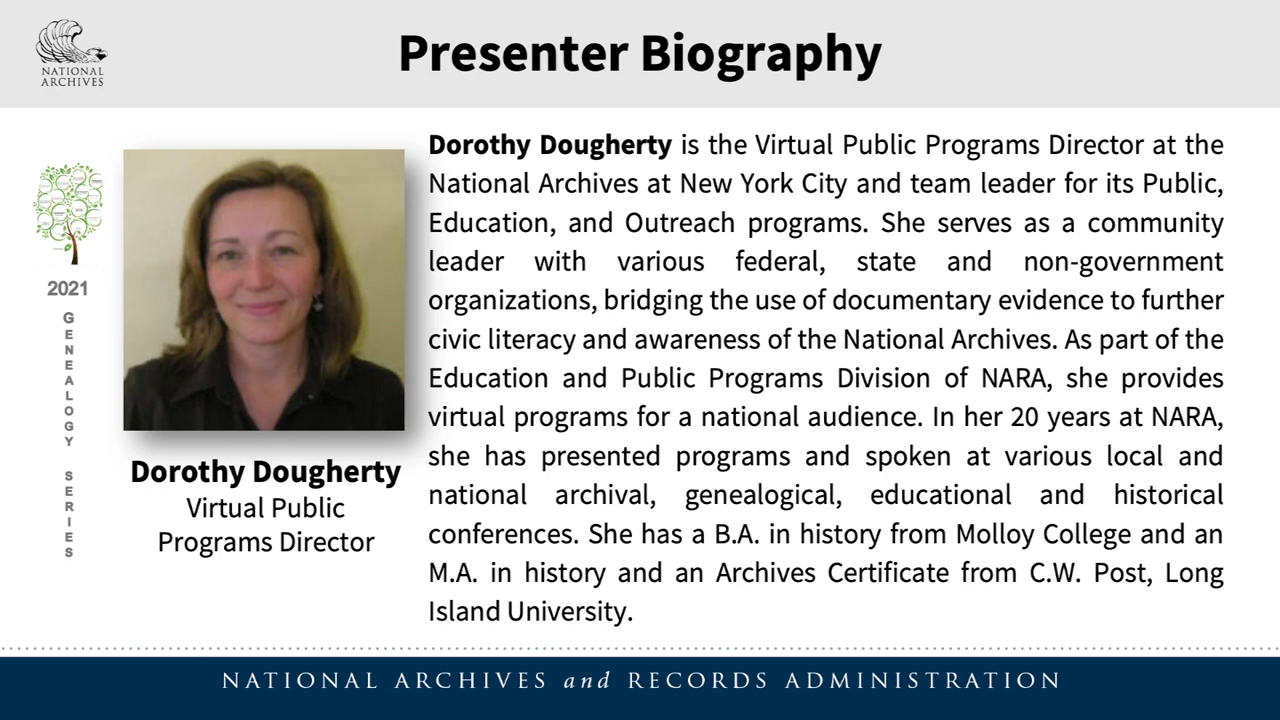 NATIONAL
ARCHIVES
Presenter Biography
2021
GENEALOGY
SERIES
Dorothy Dougherty
Virtual Public
Programs Director
Dorothy Dougherty is the Virtual Public Programs Director at the
National Archives at New York City and team leader for its Public,
Education, and Outreach programs. She serves as a community
leader with various federal, state and non-government
organizations, bridging the use of documentary evidence to further
civic literacy and awareness of the National Archives. As part of the
Education and Public Programs Division of NARA, she provides
virtual programs for a national audience. In her 20 years at NARA,
she has presented programs and spoken at various local and
national archival, genealogical, educational and historical
conferences. She has a B.A. in history from Molloy College and an
M.A. in history and an Archives Certificate from C.W. Post, Long
Island University.
NATIONAL ARCHIVES and RECORDS ADMINISTRATION